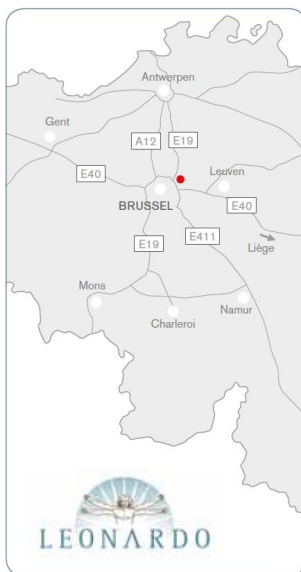 Antwerpen
Gent
A12 E19
E40
Leuven
BRUSSEL
E40
E19 E411
Liège
Mons
Namur
Charleroi
LEONARDO